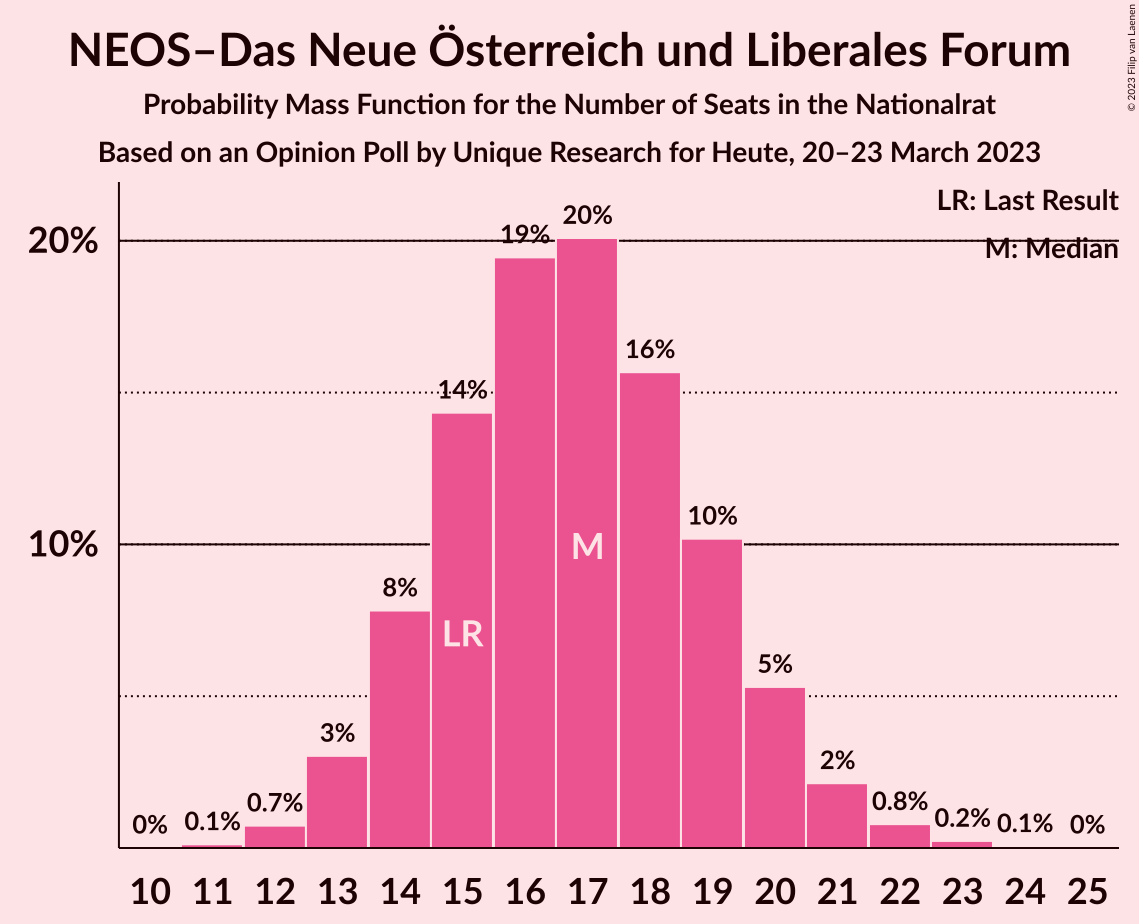 NEOS–Das Neue Österreich und Liberales Forum
Probability Mass Function for the Number of Seats in the Nationalrat
Based on an Opinion Poll by Unique Research for Heute, 20–23 March 2023
© 2023 Filip van Laenen
LR: Last Result
M: Median
20%
10%
0%
0.1%
0.7%
3%
8%
14%
19%
20%
16%
10%
5%
2%
0.8%
0.2%
0.1%
0%
LR
M
10 11 12 13 14 15 16 17 18 19 20 21 22 23 24 25